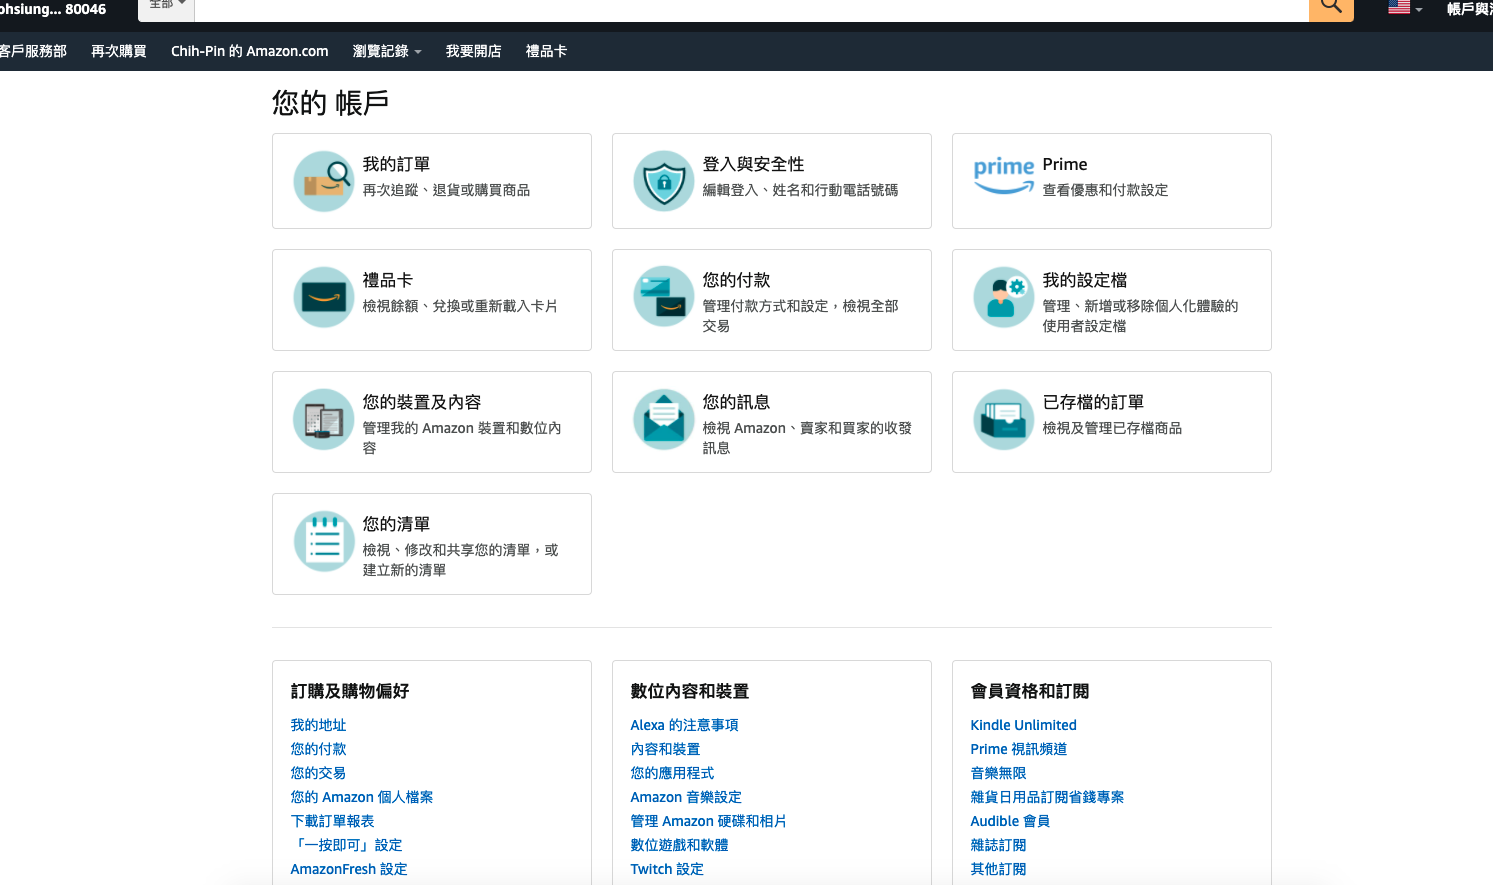 ohsiung... 80046
全部
帳戶與
客戶服務部 再次購買 Chih-Pin 的 Amazon.com 瀏覽記錄 我要開店 禮品卡
您的 帳戶
我的訂單
再次追蹤、退貨或購買商品
登入與安全性
編輯登入、姓名和行動電話號碼
prime
Prime
查看優惠和付款設定
禮品卡
檢視餘額、兌換或重新載入卡片
您的付款
管理付款方式和設定，檢視全部
交易
我的設定檔
管理、新增或移除個人化體驗的
使用者設定檔
您的裝置及內容
管理我的 Amazon 裝置和數位內
容
您的訊息
檢視 Amazon、賣家和買家的收發
訊息
已存檔的訂單
檢視及管理已存檔商品
您的清單
檢視、修改和共享您的清單，或
建立新的清單
訂購及購物偏好
我的地址
您的付款
您的交易
您的 Amazon 個人檔案
下載訂單報表
「一按即可」設定
AmazonFresh 設定
數位內容和裝置
Alexa 的注意事項
內容和裝置
您的應用程式
Amazon 音樂設定
管理 Amazon 硬碟和相片
數位遊戲和軟體
Twitch 設定
會員資格和訂閱
Kindle Unlimited
Prime 視訊頻道
音樂無限
雜貨日用品訂閱省錢專案
Audible 會員
雜誌訂閱
其他訂閱